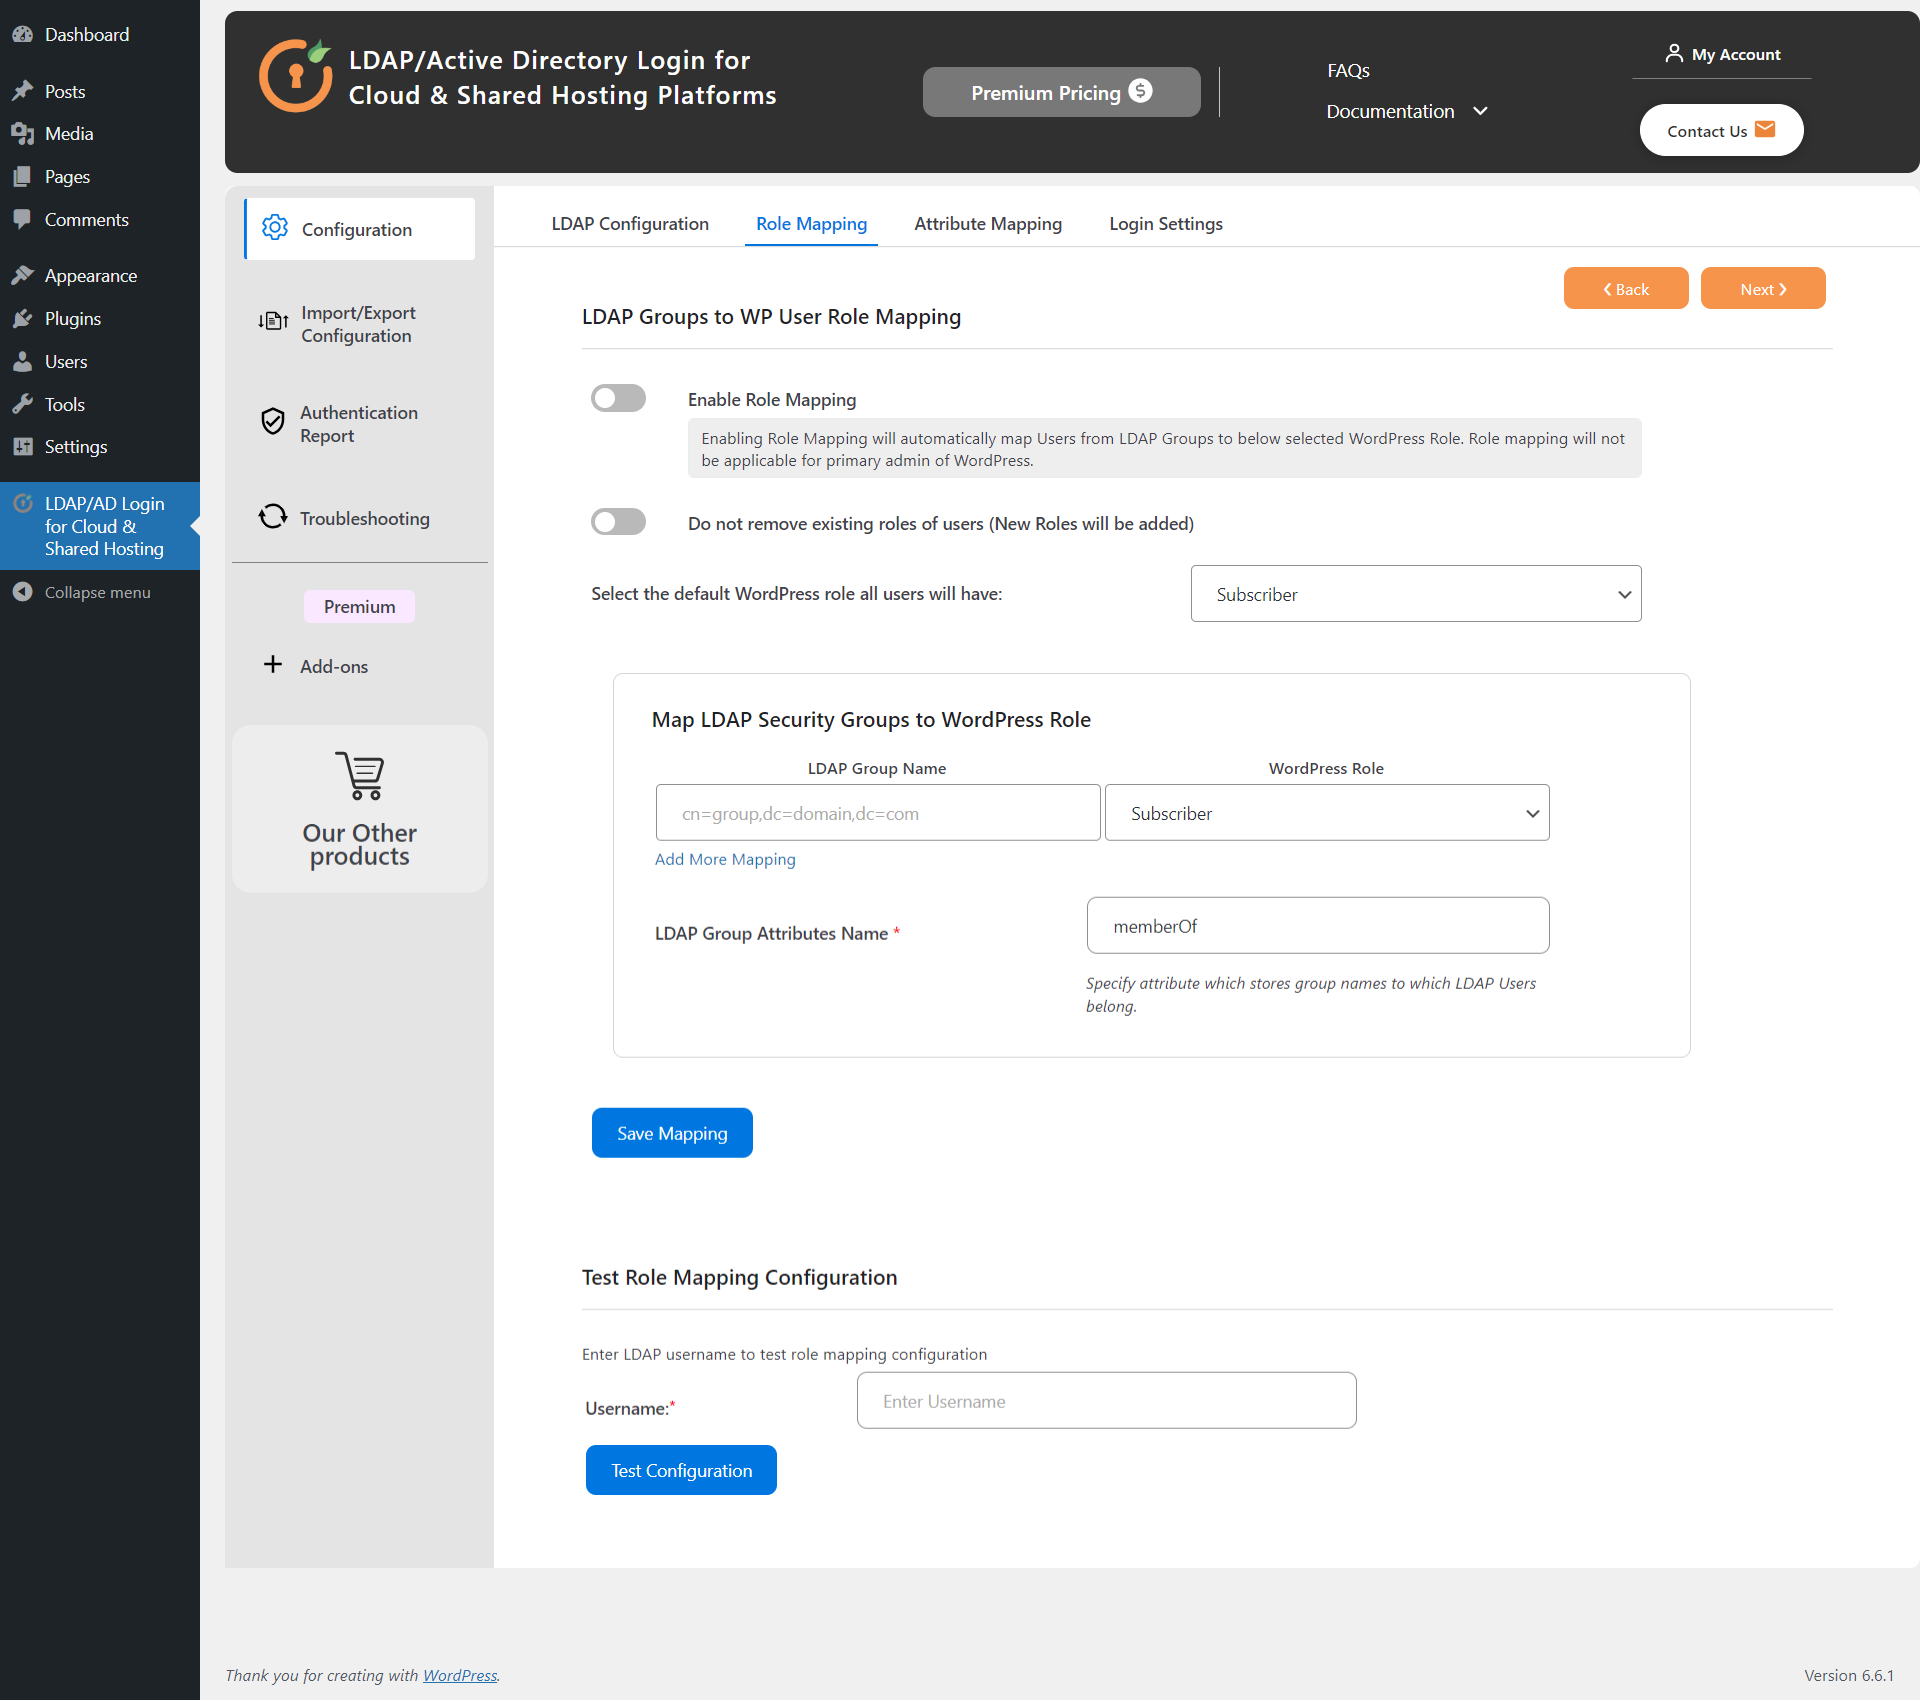 Dashboard
Posts
Media
Pages
Comments
Appearance
Plugins
Users
Tools
Settings
LDAP/AD Login
for Cloud &
Shared Hosting
Collapse menu
LDAP/Active Directory Login for
Cloud & Shared Hosting Platforms
Premium Pricing $
FAQs
Documentation
My Account
Contact Us
Configuration
Import/Export
Configuration
Authentication
Report
Troubleshooting
Premium
Add-ons
Our Other
products
LDAP Configuration
Role Mapping
Attribute Mapping
Login Settings
Back
Next
LDAP Groups to WP User Role Mapping
Enable Role Mapping
Enabling Role Mapping will automatically map Users from LDAP Groups to below selected WordPress Role. Role mapping will not
be applicable for primary admin of WordPress.
Do not remove existing roles of users (New Roles will be added)
Select the default WordPress role all users will have:
Subscriber
Map LDAP Security Groups to WordPress Role
LDAP Group Name
WordPress Role
cn=group,dc=domain,dc=com
Subscriber
Add More Mapping
LDAP Group Attributes Name *
memberOf
Specify attribute which stores group names to which LDAP Users
belong.
Save Mapping
Test Role Mapping Configuration
Enter LDAP username to test role mapping configuration
Username:*
Enter Username
Test Configuration
Thank you for creating with WordPress.
Version 6.6.1